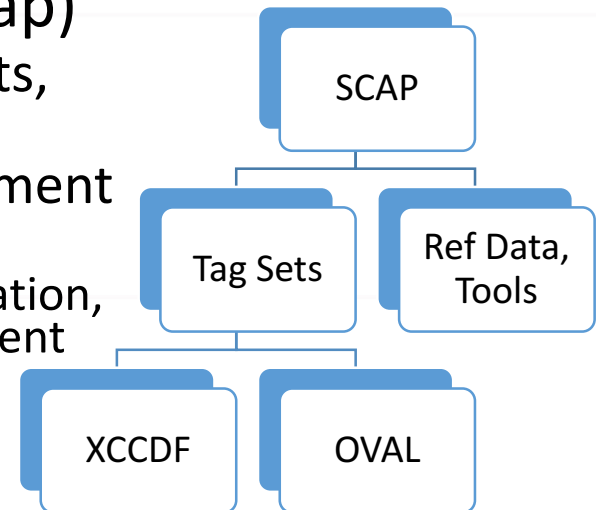 ap)
ts,
ment
ation,
ent
SCAP
Tag Sets
Ref Data,
Tools
XCCDF
OVAL